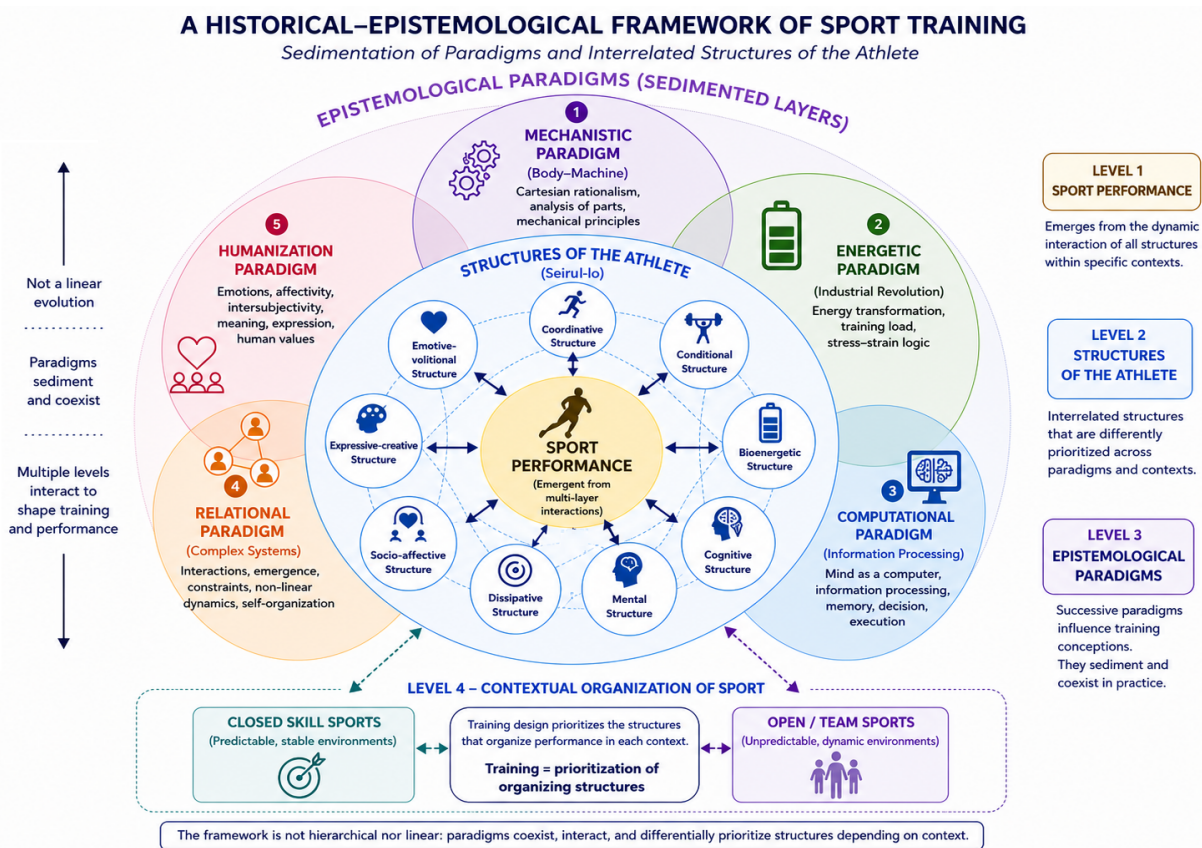 A HISTORICAL–EPISTEMOLOGICAL FRAMEWORK OF SPORT TRAINING
Sedimentation of Paradigms and Interrelated Structures of the Athlete
EPISTEMOLOGICAL PARADIGMS (SEDIMENTED LAYERS)
1
MECHANISTIC
PARADIGM
(Body–Machine)
Cartesian rationalism,
analysis of parts,
mechanical principles
5
HUMANIZATION
PARADIGM
Emotions, affectivity,
intersubjectivity,
meaning, expression,
human values
2
ENERGETIC
PARADIGM
(Industrial Revolution)
Energy transformation,
training load,
stress–strain logic
4
RELATIONAL
PARADIGM
(Complex Systems)
Interactions, emergence,
constraints, non-linear
dynamics, self-organization
3
COMPUTATIONAL
PARADIGM
(Information Processing)
Mind as a computer,
information processing,
memory, decision,
execution
STRUCTURES OF THE ATHLETE
(Seirul-lo)
Coordinative
Structure
Emotive-
volitional
Structure
Conditional
Structure
Expressive-creative
Structure
Bioenergetic
Structure
Socio-affective
Structure
Cognitive
Structure
Dissipative
Structure
Mental
Structure
SPORT
PERFORMANCE
(Emergent from
multi-layer
interactions)
Not a linear
evolution
Paradigms
sediment
and coexist
Multiple levels
interact to
shape training
and performance
LEVEL 1
SPORT PERFORMANCE
Emerges from the dynamic
interaction of all structures
within specific contexts.
LEVEL 2
STRUCTURES
OF THE ATHLETE
Interrelated structures
that are differently
prioritized across
paradigms and contexts.
LEVEL 3
EPISTEMOLOGICAL
PARADIGMS
Successive paradigms
influence training
conceptions.
They sediment and
coexist in practice.
LEVEL 4 – CONTEXTUAL ORGANIZATION OF SPORT
CLOSED SKILL SPORTS
(Predictable, stable environments)
Training design prioritizes the structures
that organize performance in each context.
Training = prioritization of
organizing structures
OPEN / TEAM SPORTS
(Unpredictable, dynamic environments)
The framework is not hierarchical nor linear: paradigms coexist, interact, and differentially prioritize structures depending on context.